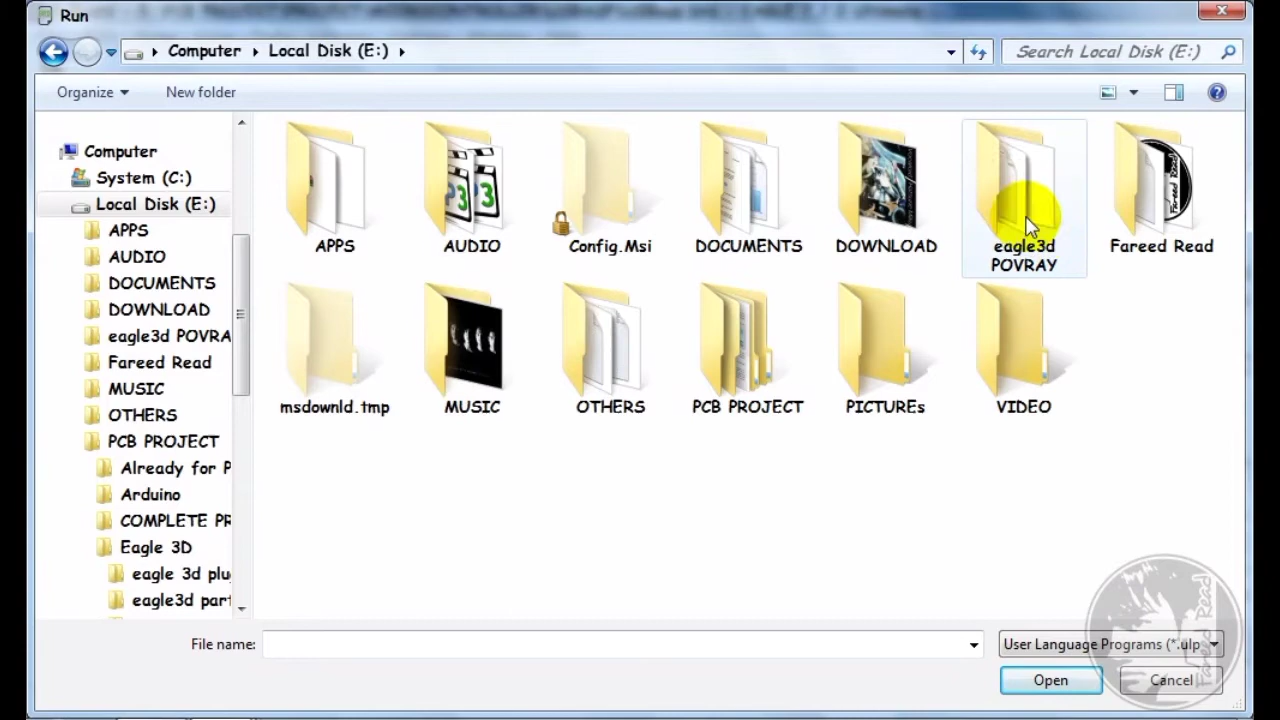 Run
Computer
Local Disk (E:)
Search Local Disk (E:)
Organize
New folder
Computer
System (C:)
Local Disk (E:)
APPS
AUDIO
DOCUMENTS
DOWNLOAD
eagle3d POVRA
Fareed Read
MUSIC
OTHERS
PCB PROJECT
Already for P
Arduino
COMPLETE PR
Eagle 3D
eagle 3d plu
eagle3d part
APPS
AUDIO
Config.Msi
DOCUMENTS
DOWNLOAD
eagle3d
POVRAY
Fareed Read
msdownld.tmp
MUSIC
OTHERS
PCB PROJECT
PICTUREs
VIDEO
File name:
User Language Programs (*.ulp
Open
Cancel
Fareed Read